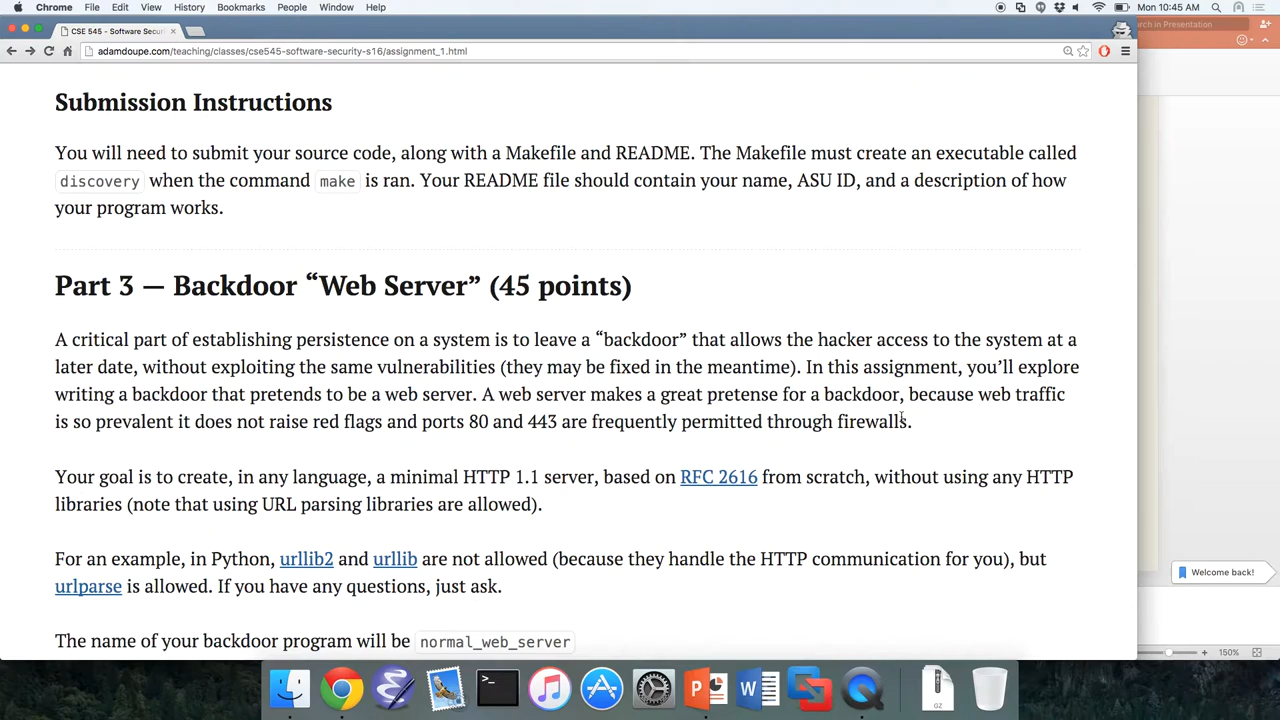 Chrome File Edit View History Bookmarks People Window Help Mon 10:45 AM
CSE 545 - Software Securi
rch in Presentation
adamdoupe.com/teaching/classes/cse545-software-security-s16/assignment_1.html
Submission Instructions
You will need to submit your source code, along with a Makefile and README. The Makefile must create an executable called
discovery when the command make is ran. Your README file should contain your name, ASU ID, and a description of how
your program works.
Part 3 — Backdoor “Web Server” (45 points)
A critical part of establishing persistence on a system is to leave a “backdoor” that allows the hacker access to the system at a
later date, without exploiting the same vulnerabilities (they may be fixed in the meantime). In this assignment, you’ll explore
writing a backdoor that pretends to be a web server. A web server makes a great pretense for a backdoor, because web traffic
is so prevalent it does not raise red flags and ports 80 and 443 are frequently permitted through firewalls.
Your goal is to create, in any language, a minimal HTTP 1.1 server, based on RFC 2616 from scratch, without using any HTTP
libraries (note that using URL parsing libraries are allowed).
Welcome back!
For an example, in Python, urllib2 and urllib are not allowed (because they handle the HTTP communication for you), but
urlparse is allowed. If you have any questions, just ask.
The name of your backdoor program will be normal_web_server
150%